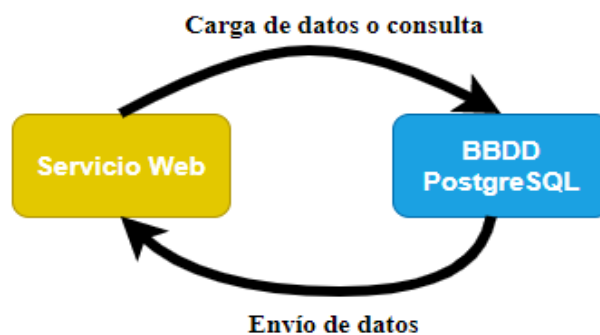 Carga de datos o consulta
Servicio Web
BBDD
PostgreSQL
Envío de datos